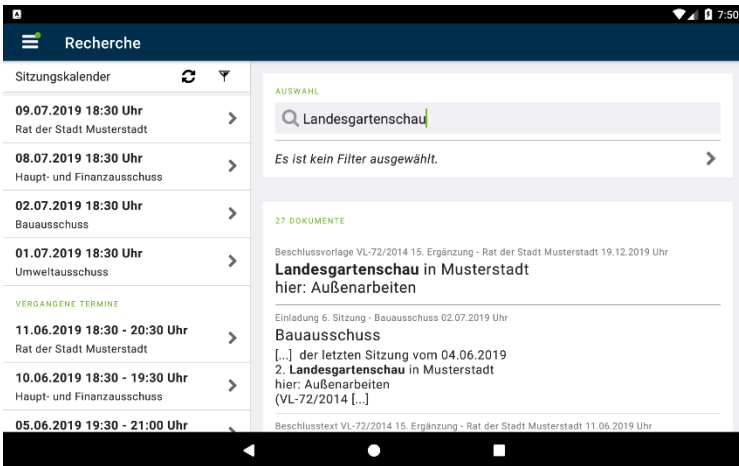 7:50
Recherche
Sitzungskalender
09.07.2019 18:30 Uhr
Rat der Stadt Musterstadt
08.07.2019 18:30 Uhr
Haupt- und Finanzausschuss
02.07.2019 18:30 Uhr
Bauausschuss
01.07.2019 18:30 Uhr
Umweltausschuss
VERGANGENE TERMINE
11.06.2019 18:30 - 20:30 Uhr
Rat der Stadt Musterstadt
10.06.2019 18:30 - 19:30 Uhr
Haupt- und Finanzausschuss
05.06.2019 19:30 - 21:00 Uhr
AUSWAHL
Landesgartenschau
Es ist kein Filter ausgewählt.
27 DOKUMENTE
Beschlussvorlage VL-72/2014 15. Ergänzung - Rat der Stadt Musterstadt 19.12.2019 Uhr
Landesgartenschau in Musterstadt
hier: Außenarbeiten
Einladung 6. Sitzung - Bauausschuss 02.07.2019 Uhr
Bauausschuss
[...] der letzten Sitzung vom 04.06.2019
2. Landesgartenschau in Musterstadt
hier: Außenarbeiten
(VL-72/2014 [...]
Beschlusstext VL-72/2014 15. Ergänzung - Rat der Stadt Musterstadt 11.06.2019 Uhr